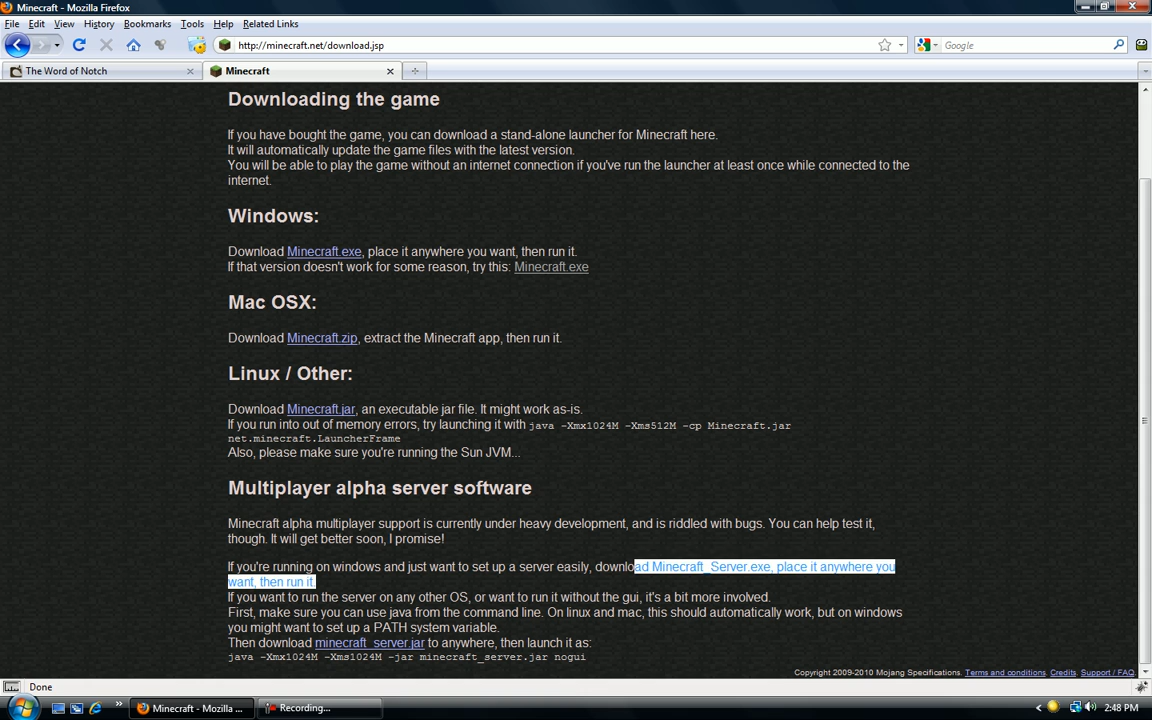 Minecraft - Mozilla Firefox
File Edit View History Bookmarks Tools Help Related Links
http://minecraft.net/download.jsp
Google
The Word of Notch
Minecraft
Downloading the game
If you have bought the game, you can download a stand-alone launcher for Minecraft here.
It will automatically update the game files with the latest version.
You will be able to play the game without an internet connection if you've run the launcher at least once while connected to the
internet.
Windows:
Download Minecraft.exe, place it anywhere you want, then run it.
If that version doesn't work for some reason, try this: Minecraft.exe
Mac OSX:
Download Minecraft.zip, extract the Minecraft app, then run it.
Linux / Other:
Download Minecraft.jar, an executable jar file. It might work as-is.
If you run into out of memory errors, try launching it with java -Xmx1024M -Xms512M -cp Minecraft.jar
net.minecraft.LauncherFrame
Also, please make sure you're running the Sun JVM...
Multiplayer alpha server software
Minecraft alpha multiplayer support is currently under heavy development, and is riddled with bugs. You can help test it,
though. It will get better soon, I promise!
If you're running on windows and just want to set up a server easily, download Minecraft_Server.exe, place it anywhere you
want, then run it.
If you want to run the server on any other OS, or want to run it without the gui, it's a bit more involved.
First, make sure you can use java from the command line. On linux and mac, this should automatically work, but on windows
you might want to set up a PATH system variable.
Then download minecraft_server.jar to anywhere, then launch it as:
java -Xmx1024M -Xms1024M -jar minecraft_server.jar nogui
Copyright 2009-2010 Mojang Specifications. Terms and conditions. Credits. Support / FAQ.
Done
Minecraft - Mozilla ...
Recording...
2:48 PM